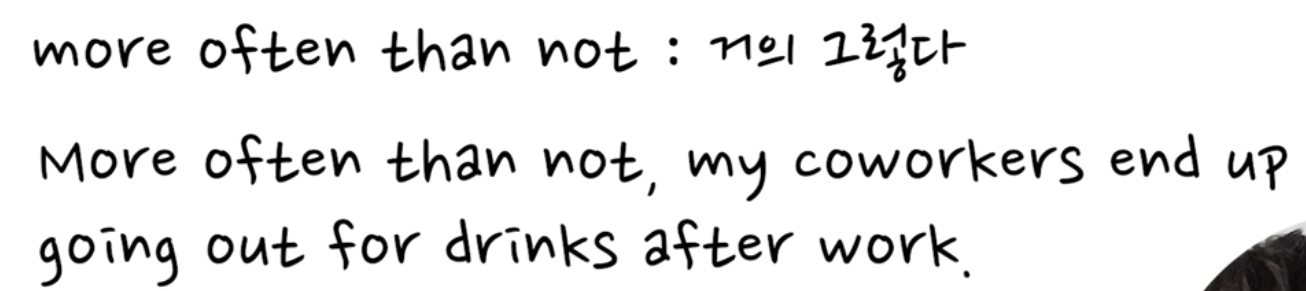 more often than not : 거의 그렇다
More often than not, my coworkers end up
going out for drinks after work.